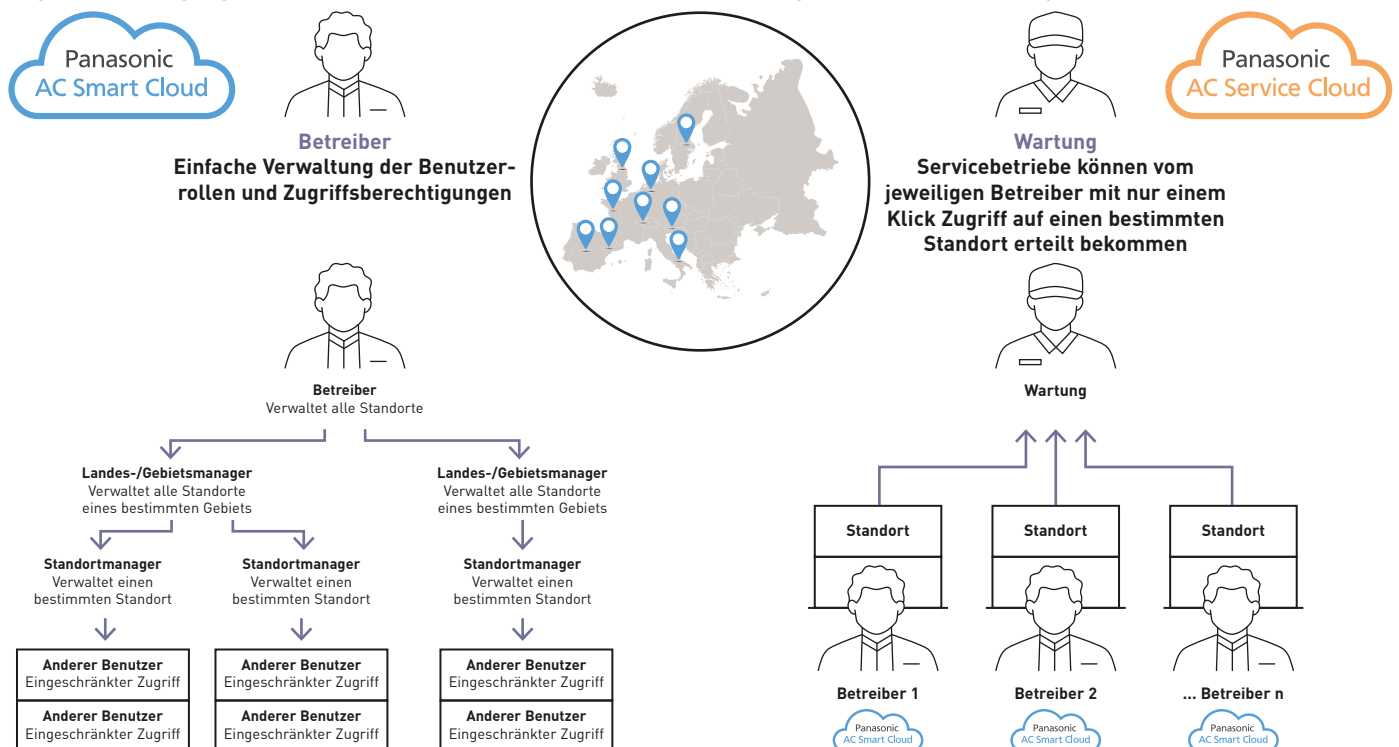 Panasonic
AC Smart Cloud
Betreiber
Einfache Verwaltung der Benutzer-
rollen und Zugriffsberechtigungen
Panasonic
AC Service Cloud
Wartung
Servicebetriebe können vom
jeweiligen Betreiber mit nur einem
Klick Zugriff auf einen bestimmten
Standort erteilt bekommen
Betreiber
Verwaltet alle Standorte
Landes-/Gebietsmanager
Verwaltet alle Standorte
eines bestimmten Gebiets
Landes-/Gebietsmanager
Verwaltet alle Standorte
eines bestimmten Gebiets
Standortmanager
Verwaltet einen
bestimmten Standort
Standortmanager
Verwaltet einen
bestimmten Standort
Standortmanager
Verwaltet einen
bestimmten Standort
Anderer Benutzer
Eingeschränkter Zugriff
Anderer Benutzer
Eingeschränkter Zugriff
Anderer Benutzer
Eingeschränkter Zugriff
Anderer Benutzer
Eingeschränkter Zugriff
Anderer Benutzer
Eingeschränkter Zugriff
Anderer Benutzer
Eingeschränkter Zugriff
Wartung
Standort
Standort
Standort
Betreiber 1
Betreiber 2
... Betreiber n
Panasonic
AC Smart Cloud
Panasonic
AC Smart Cloud
Panasonic
AC Smart Cloud